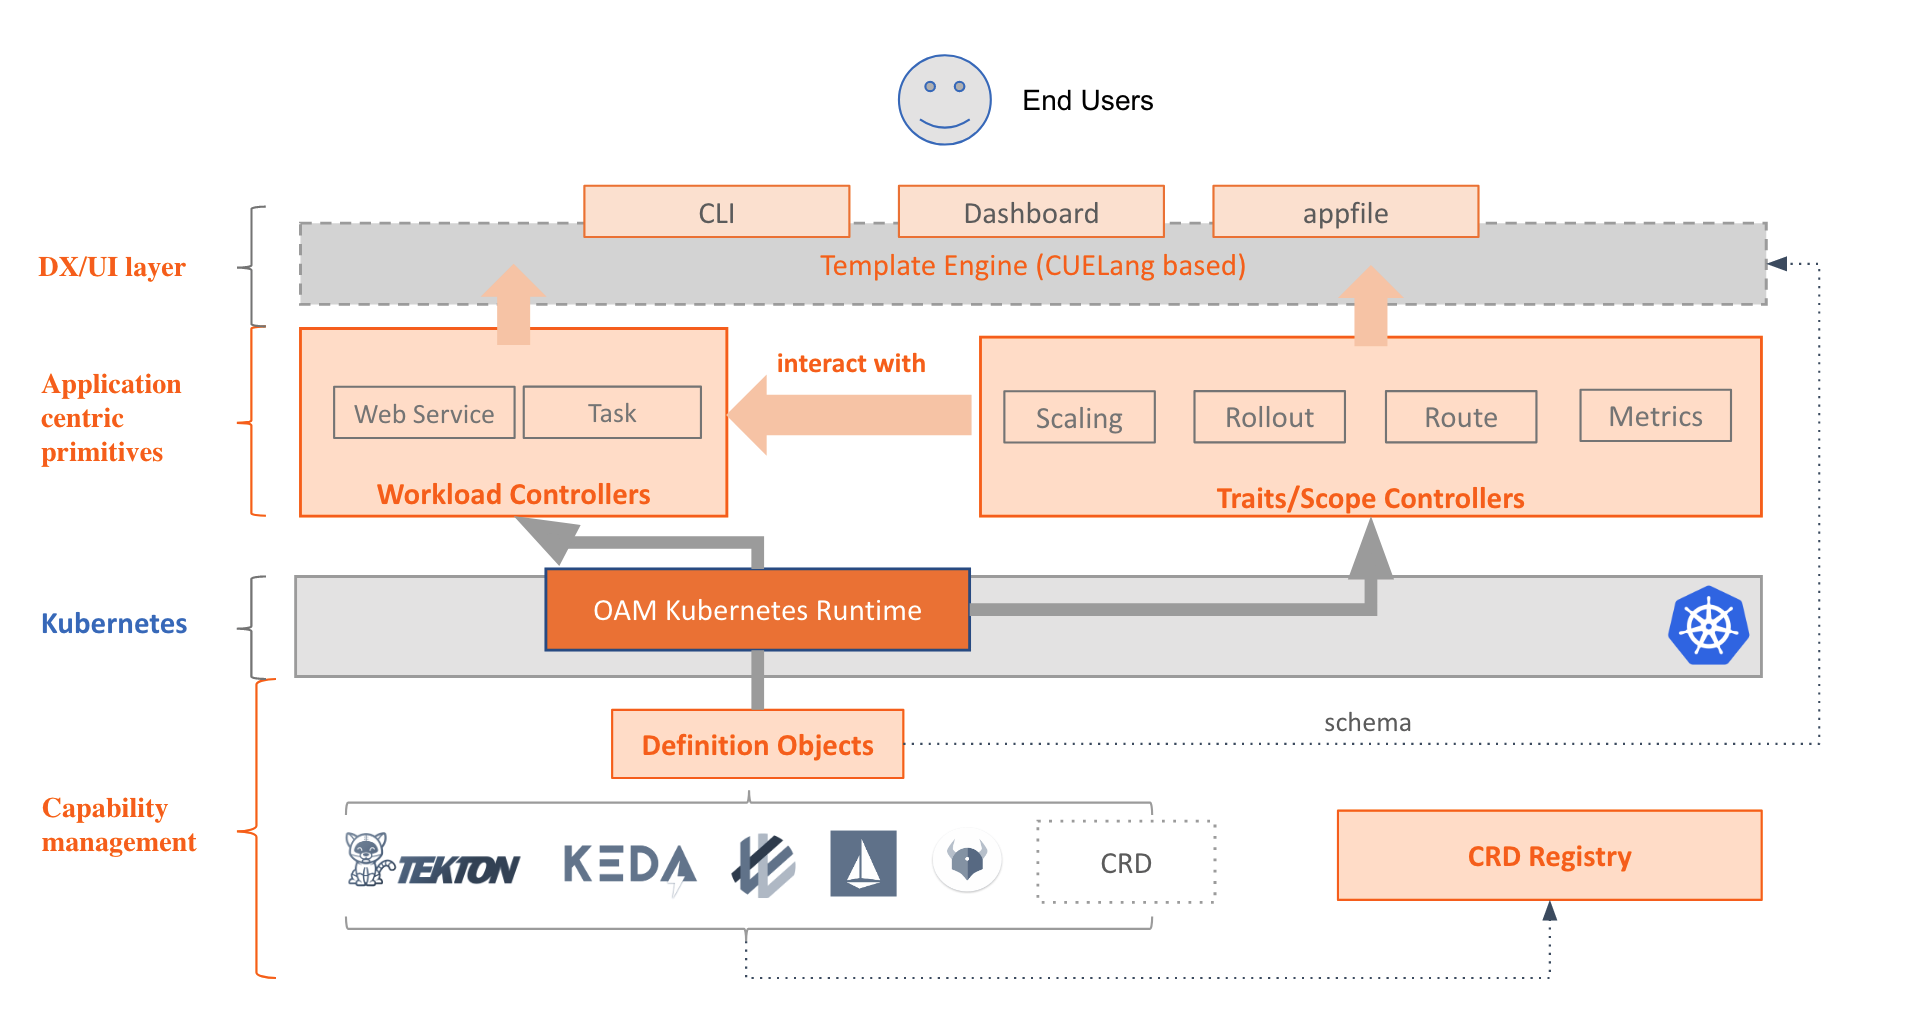 End Users
CLI
Dashboard
appfile
DX/UI layer
Template Engine (CUELang based)
Application
centric
primitives
interact with
Web Service
Task
Scaling
Rollout
Route
Metrics
Workload Controllers
Traits/Scope Controllers
Kubernetes
OAM Kubernetes Runtime
schema
Definition Objects
Capability
management
TEKTON
KEDA
CRD
CRD Registry